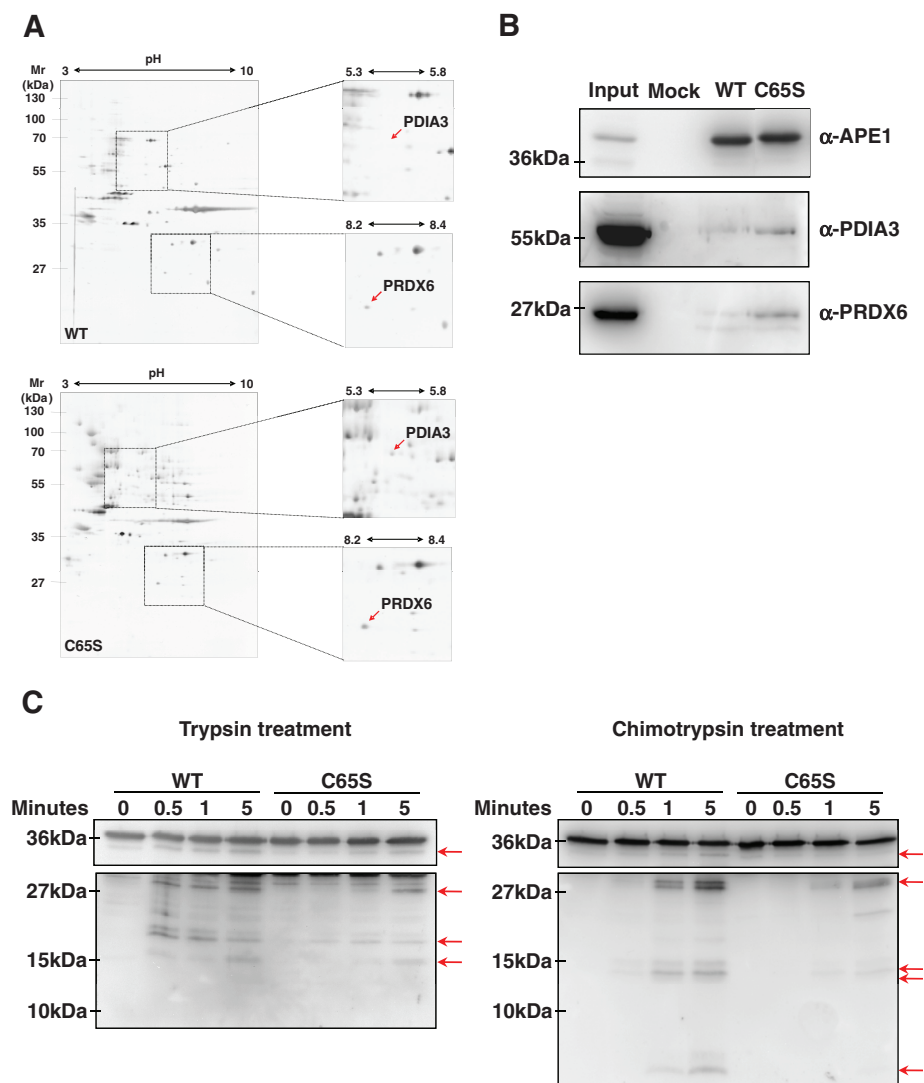 A
pH
Mr
(kDa)
3
10
130
100
70
55
35
27
WT
5.3
5.8
PDIA3
8.2
8.4
PRDX6
pH
Mr
(kDa)
3
10
130
100
70
55
35
27
C65S
5.3
5.8
PDIA3
8.2
8.4
PRDX6
B
Input Mock WT C65S
36kDa
α-APE1
55kDa
α-PDIA3
27kDa
α-PRDX6
C
Trypsin treatment
WT C65S
Minutes 0 0.5 1 5 0 0.5 1 5
36kDa
27kDa
15kDa
10kDa
Chimotrypsin treatment
WT C65S
Minutes 0 0.5 1 5 0 0.5 1 5
36kDa
27kDa
15kDa
10kDa